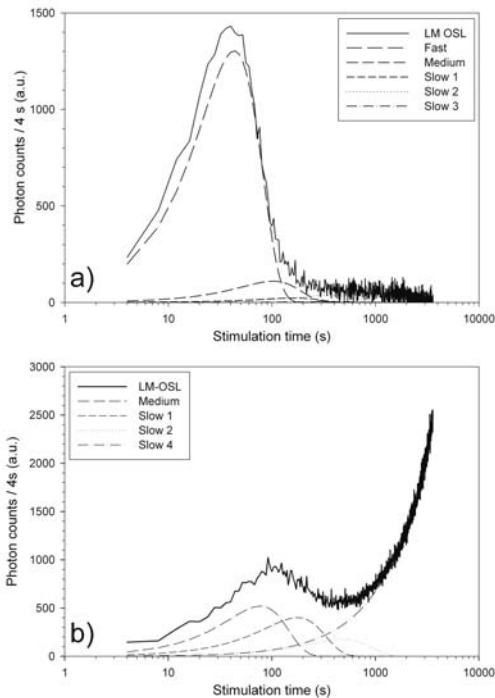 1500
1000
500
0
Photon counts / 4 s (a.u.)
LM OSL
Fast
Medium
Slow 1
Slow 2
Slow 3
a)
1
10
100
1000
10000
Stimulation time (s)
3000
2500
2000
1500
1000
500
0
Photon counts / 4s (a.u.)
LM-OSL
Medium
Slow 1
Slow 2
Slow 4
b)
1
10
100
1000
10000
Stimulation time (s)